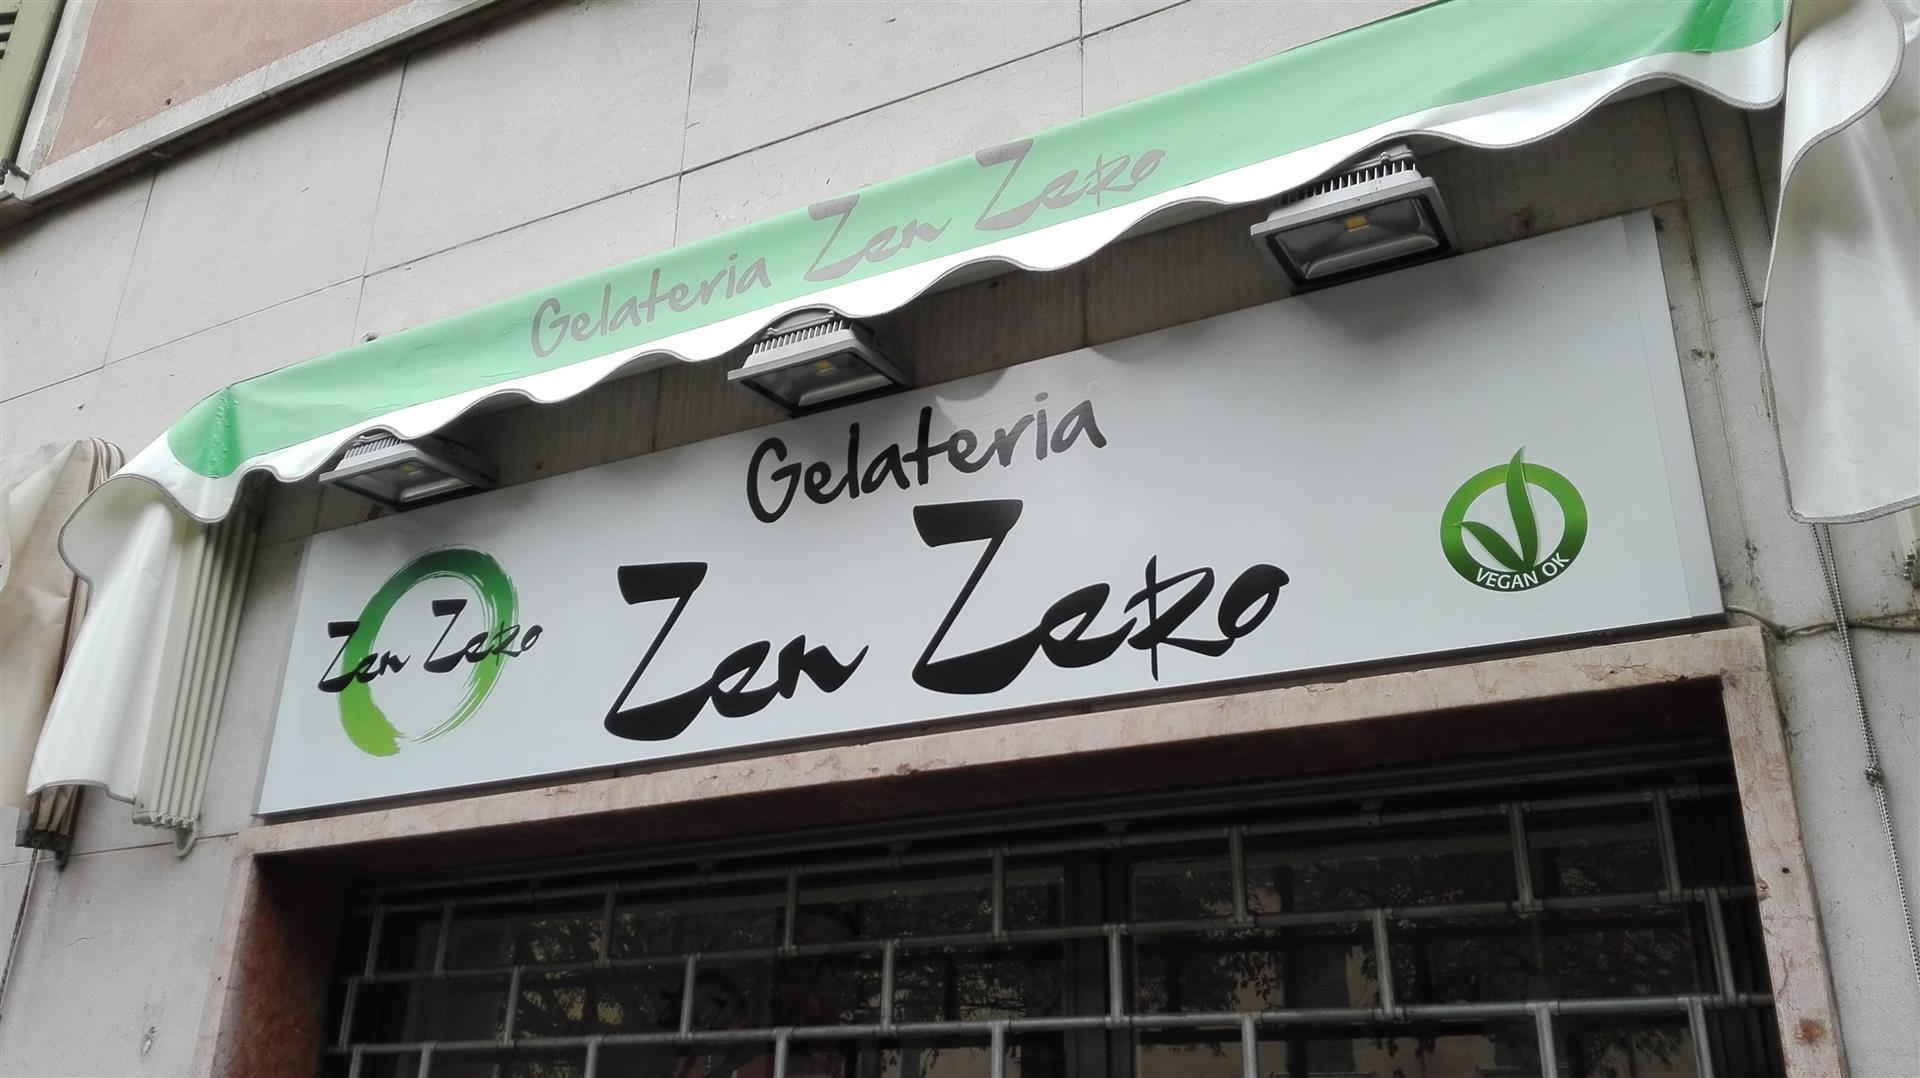 Gelateria Zen Zero
Gelateria
Zen Zero
Zen Zero
VEGAN OK